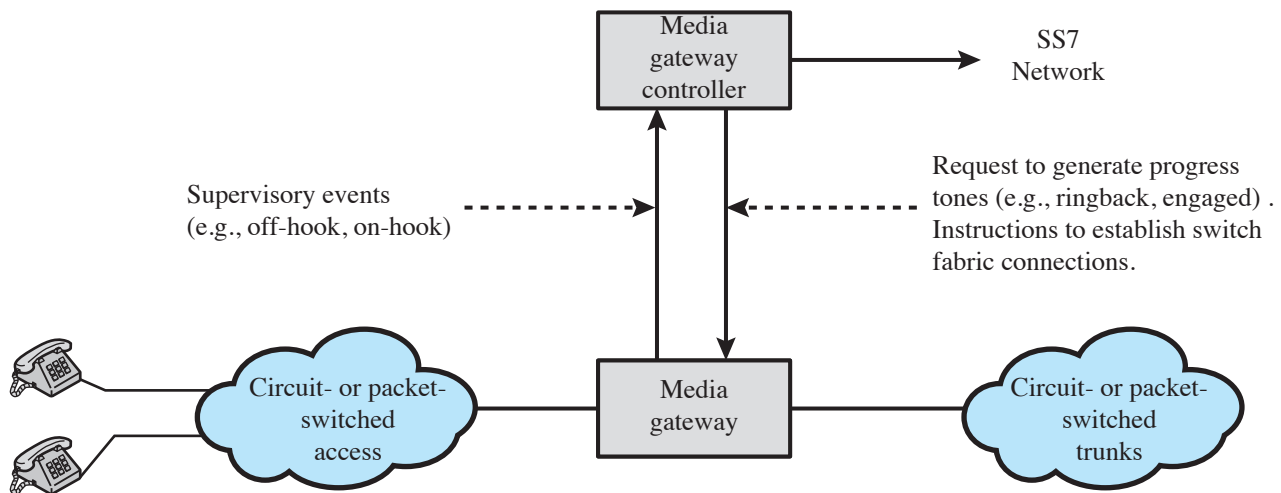 Media
gateway
controller
SS7
Network
Supervisory events
(e.g., off-hook, on-hook)
Request to generate progress
tones (e.g., ringback, engaged) .
Instructions to establish switch
fabric connections.
Circuit- or packet-
switched
access
Media
gateway
Circuit- or packet-
switched
trunks